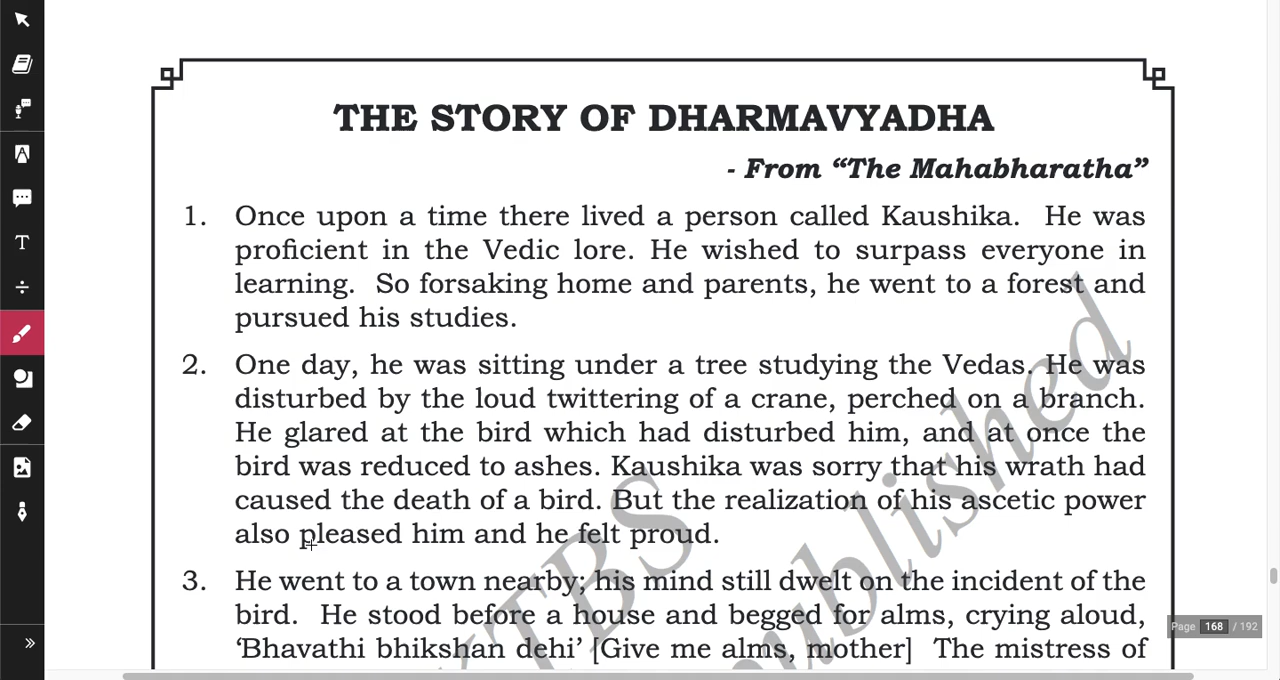 THE STORY OF DHARMAVYADHA
- From “The Mahabharatha”
1. Once upon a time there lived a person called Kaushika. He was
proficient in the Vedic lore. He wished to surpass everyone in
learning. So forsaking home and parents, he went to a forest and
pursued his studies.
2. One day, he was sitting under a tree studying the Vedas. He was
disturbed by the loud twittering of a crane, perched on a branch.
He glared at the bird which had disturbed him, and at once the
bird was reduced to ashes. Kaushika was sorry that his wrath had
caused the death of a bird. But the realization of his ascetic power
also pleased him and he felt proud.
3. He went to a town nearby; his mind still dwelt on the incident of the
bird. He stood before a house and begged for alms, crying aloud,
‘Bhavathi bhikshan dehi’ [Give me alms, mother] The mistress of
KTBS
published
Page 168 / 192